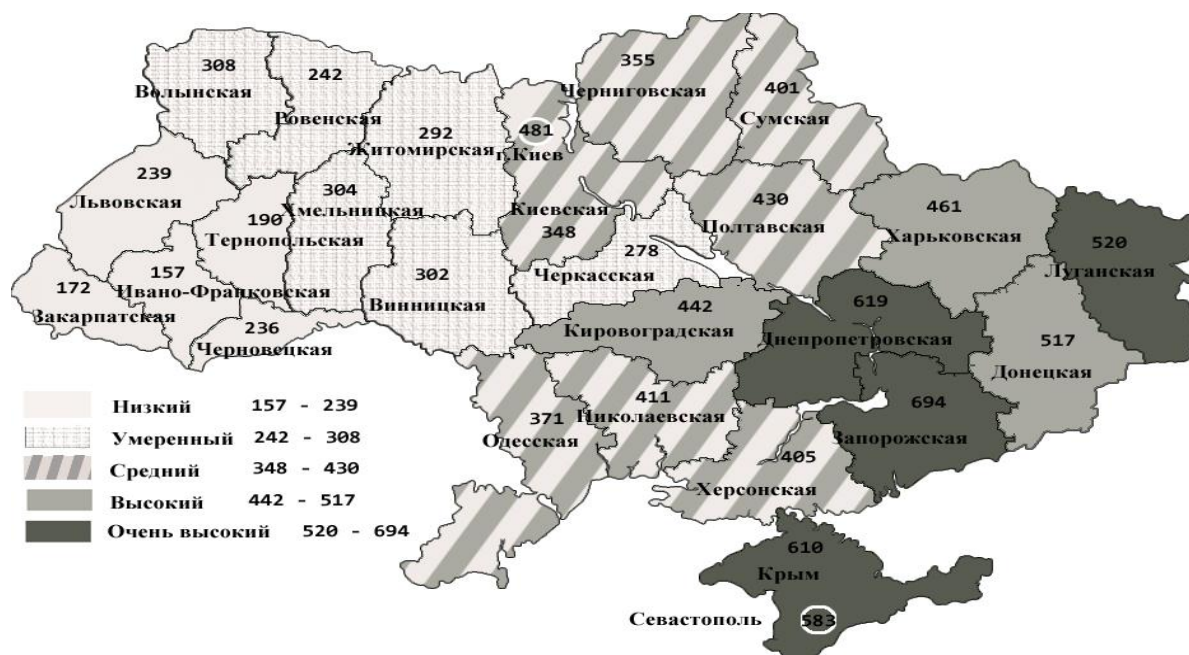 308
Волынская
242
Ровенская
292
Житомирская
481
г.Киев
355
Черниговская
401
Сумская
239
Львовская
190
Тернопольская
304
Хмельницкая
Киевская
348
430
Полтавская
461
Харьковская
520
Луганская
172
Закарпатская
157
Ивано-Франковская
236
Черновецкая
302
Винницкая
278
Черкасская
442
Кировоградская
619
Днепропетровская
517
Донецкая
371
Одесская
411
Николаевская
694
Запорожская
405
Херсонская
610
Крым
Севастополь 583
Низкий 157 - 239
Умеренный 242 - 308
Средний 348 - 430
Высокий 442 - 517
Очень высокий 520 - 694